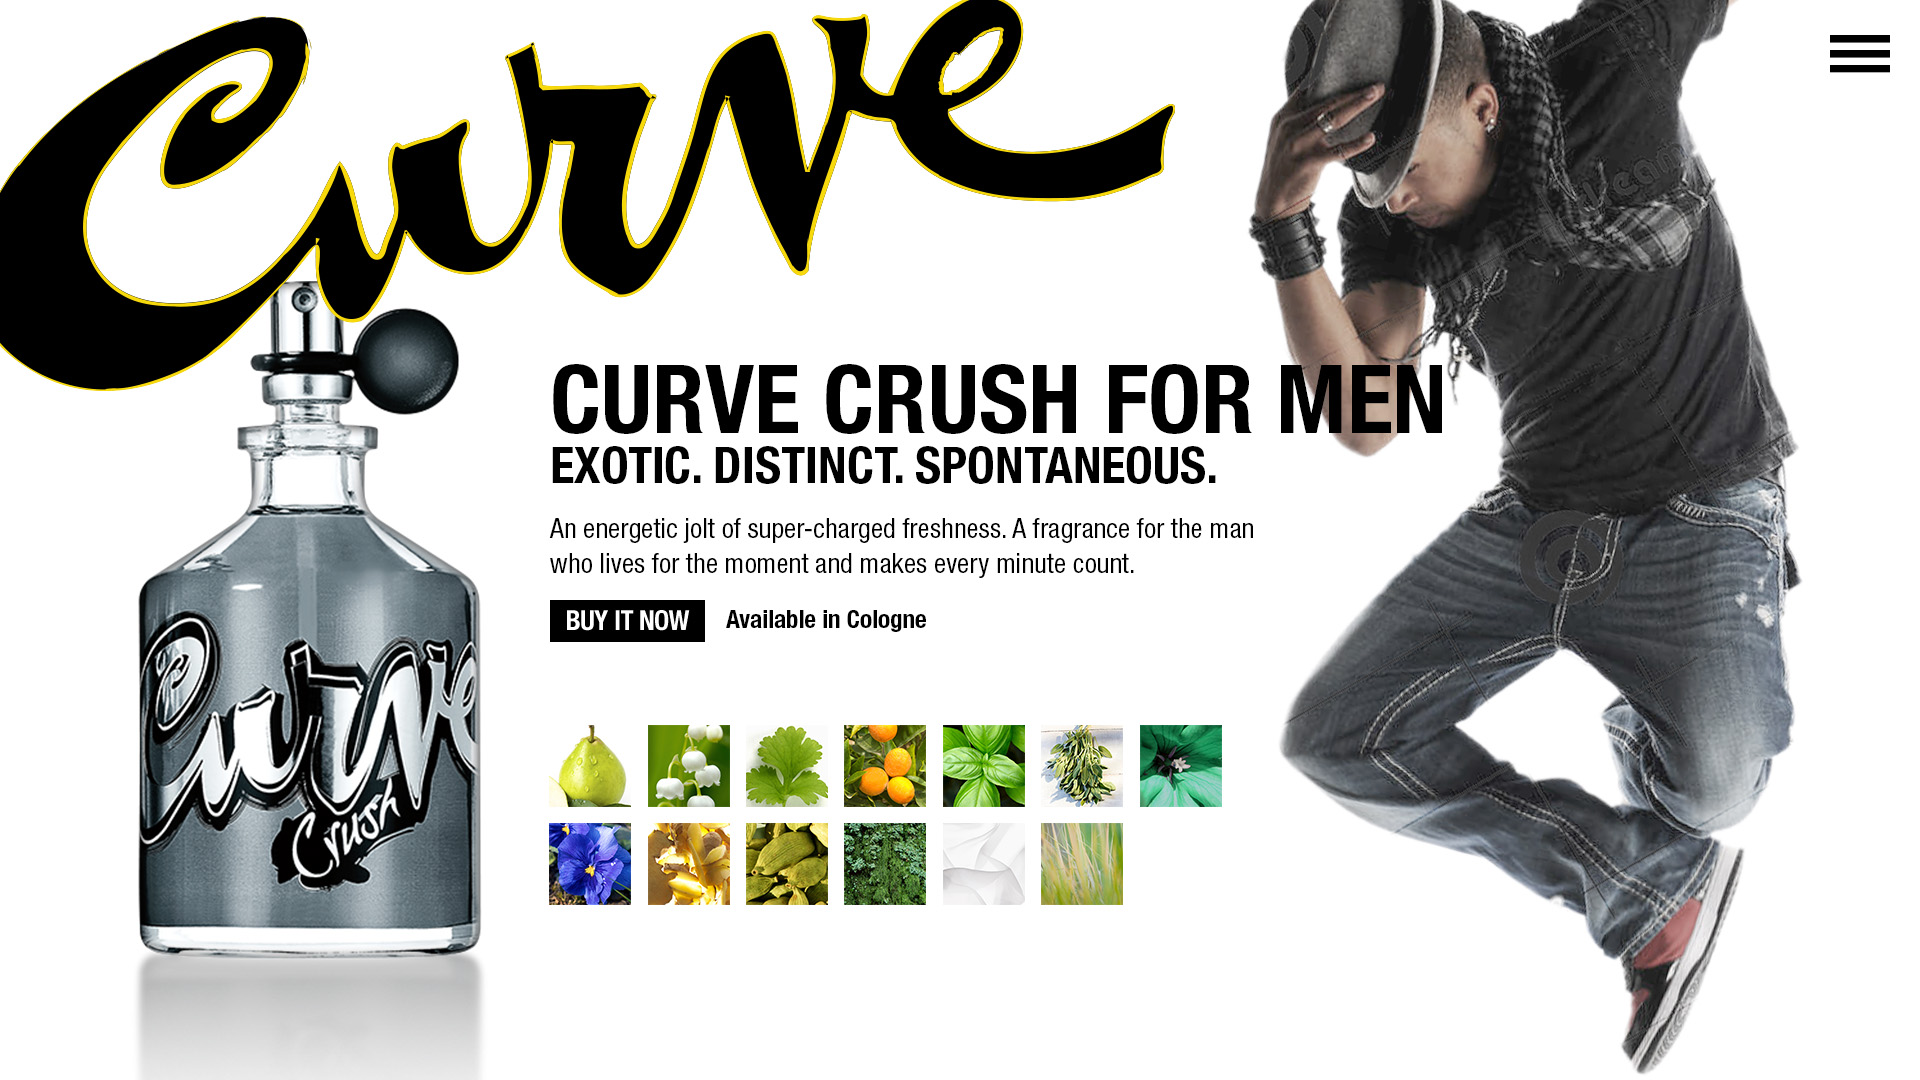 Curve
CURVE CRUSH FOR MEN
EXOTIC. DISTINCT. SPONTANEOUS.
An energetic jolt of super-charged freshness. A fragrance for the man
who lives for the moment and makes every minute count.
BUY IT NOW Available in Cologne
Curve
Crush